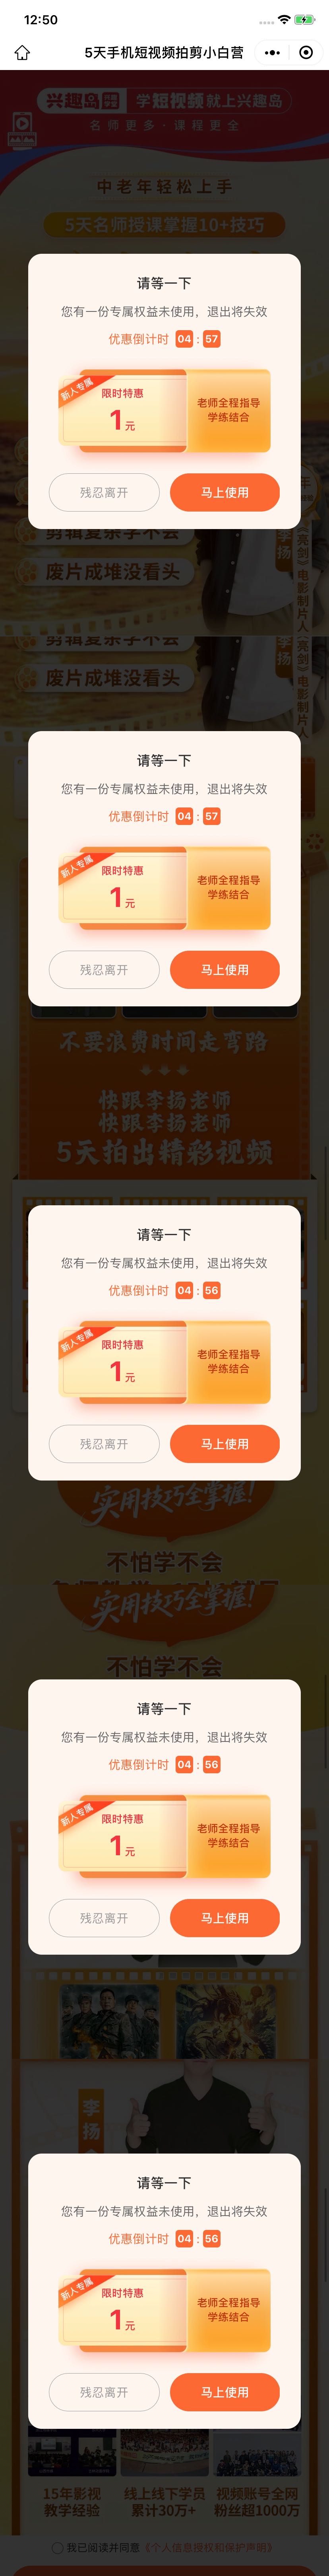 12:50
5天手机短视频拍剪小白营
兴趣岛 学短视频就上兴趣岛
名师更多·课程更全
中老年轻松上手
5天名师授课掌握10+技巧
请等一下
您有一份专属权益未使用，退出将失效
优惠倒计时 04 : 57
新人专属
限时特惠
1元
老师全程指导
学练结合
残忍离开
马上使用
剪辑复杂学不会
废片成堆没看头
李扬
《亮剑》电影制片人
剪辑复杂学不会
废片成堆没看头
李扬
《亮剑》电影制片人
请等一下
您有一份专属权益未使用，退出将失效
优惠倒计时 04 : 57
新人专属
限时特惠
1元
老师全程指导
学练结合
残忍离开
马上使用
不要浪费时间走弯路
快跟李扬老师
快跟李扬老师
5天拍出精彩视频
请等一下
您有一份专属权益未使用，退出将失效
优惠倒计时 04 : 56
新人专属
限时特惠
1元
老师全程指导
学练结合
残忍离开
马上使用
实用技巧全掌握!
不怕学不会
实用技巧全掌握!
不怕学不会
请等一下
您有一份专属权益未使用，退出将失效
优惠倒计时 04 : 56
新人专属
限时特惠
1元
老师全程指导
学练结合
残忍离开
马上使用
李扬
请等一下
您有一份专属权益未使用，退出将失效
优惠倒计时 04 : 56
新人专属
限时特惠
1元
老师全程指导
学练结合
残忍离开
马上使用
15年影视
教学经验
线上线下学员
累计30万+
视频账号全网
粉丝超1000万
我已阅读并同意《个人信息授权和保护声明》